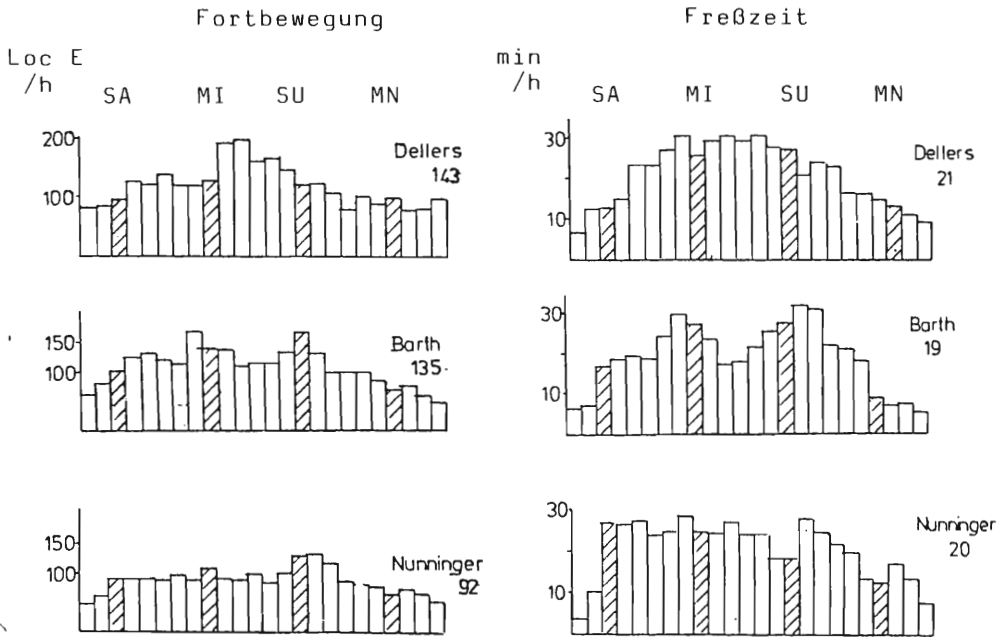 Fortbewegung
Loc E
/h
SA MI SU MN
200
100
Dellers
143
150
100
Barth
135
150
100
Nunninger
92
Freßzeit
min
/h
SA MI SU MN
30
10
Dellers
21
30
10
Barth
19
30
10
Nunninger
20